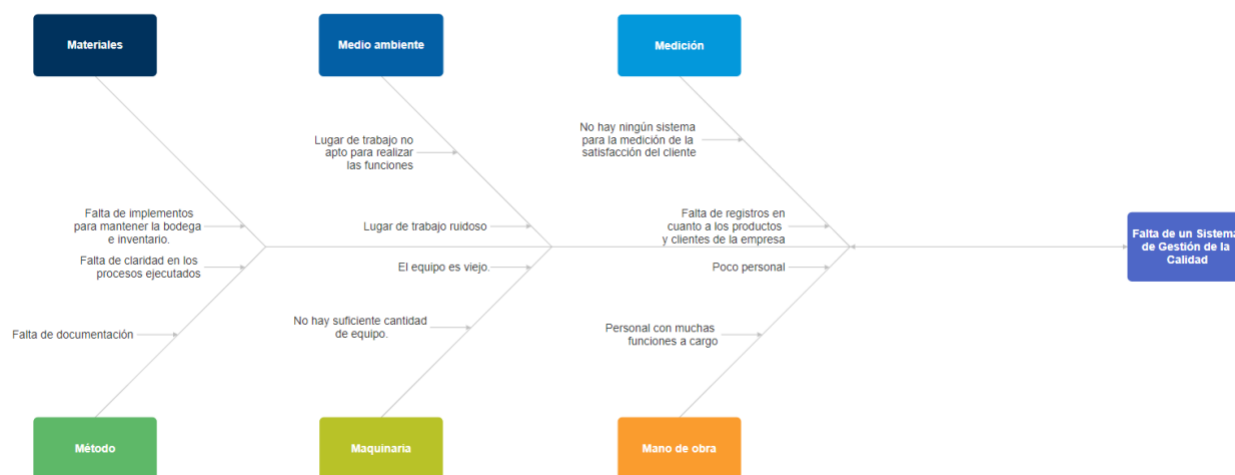 Materiales
Medio ambiente
Medición
Lugar de trabajo no
apto para realizar
las funciones
No hay ningún sistema
para la medición de la
satisfacción del cliente
Falta de implementos
para mantener la bodega
e inventario.
Lugar de trabajo ruidoso
Falta de registros en
cuanto a los productos
y clientes de la empresa
Falta de un Sistema
de Gestión de la
Calidad
Falta de claridad en los
procesos ejecutados
El equipo es viejo.
Poco personal
Falta de documentación
No hay suficiente cantidad
de equipo.
Personal con muchas
funciones a cargo
Método
Maquinaría
Mano de obra